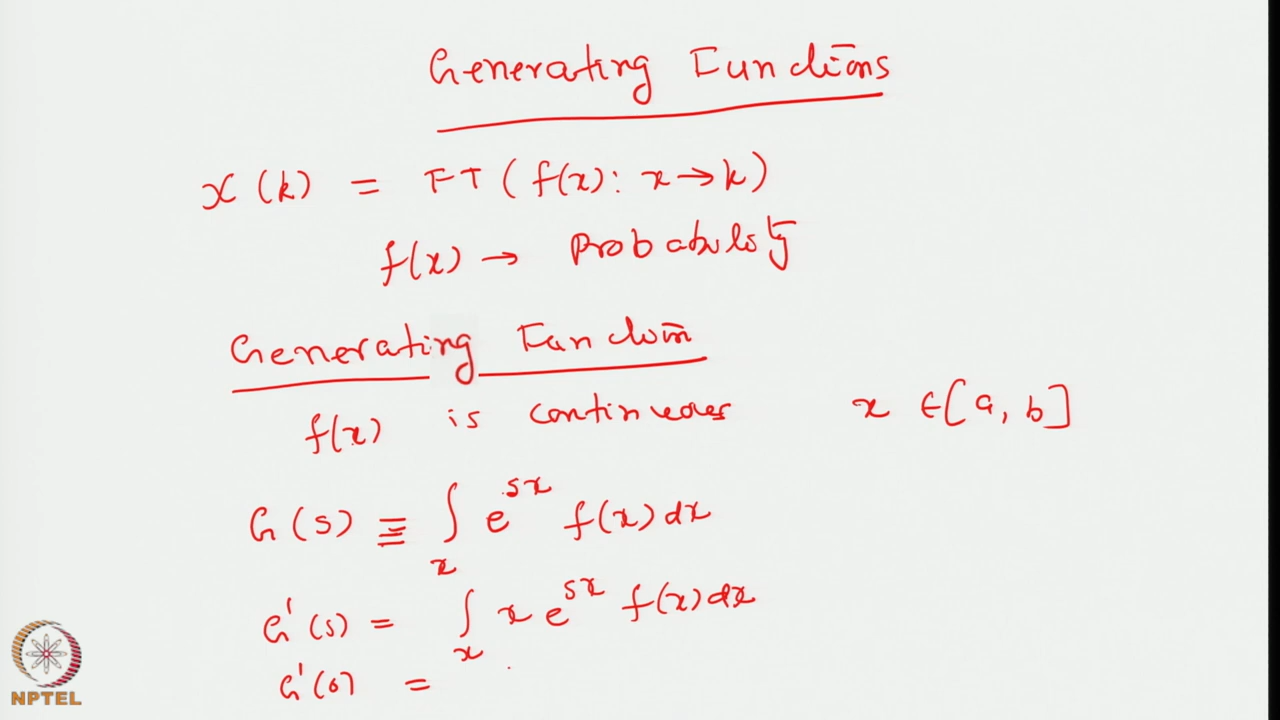 Generating Functions
X(k) = FT(f(x): x→k)
f(x) → Probability
Generating Function
f(x) is continuous x ∈[a, b]
G(s) ≡ ∫ₓ e^{sx} f(x)dx
G'(s) = ∫ₓ x e^{sx} f(x)dx
G'(0) =
NPTEL